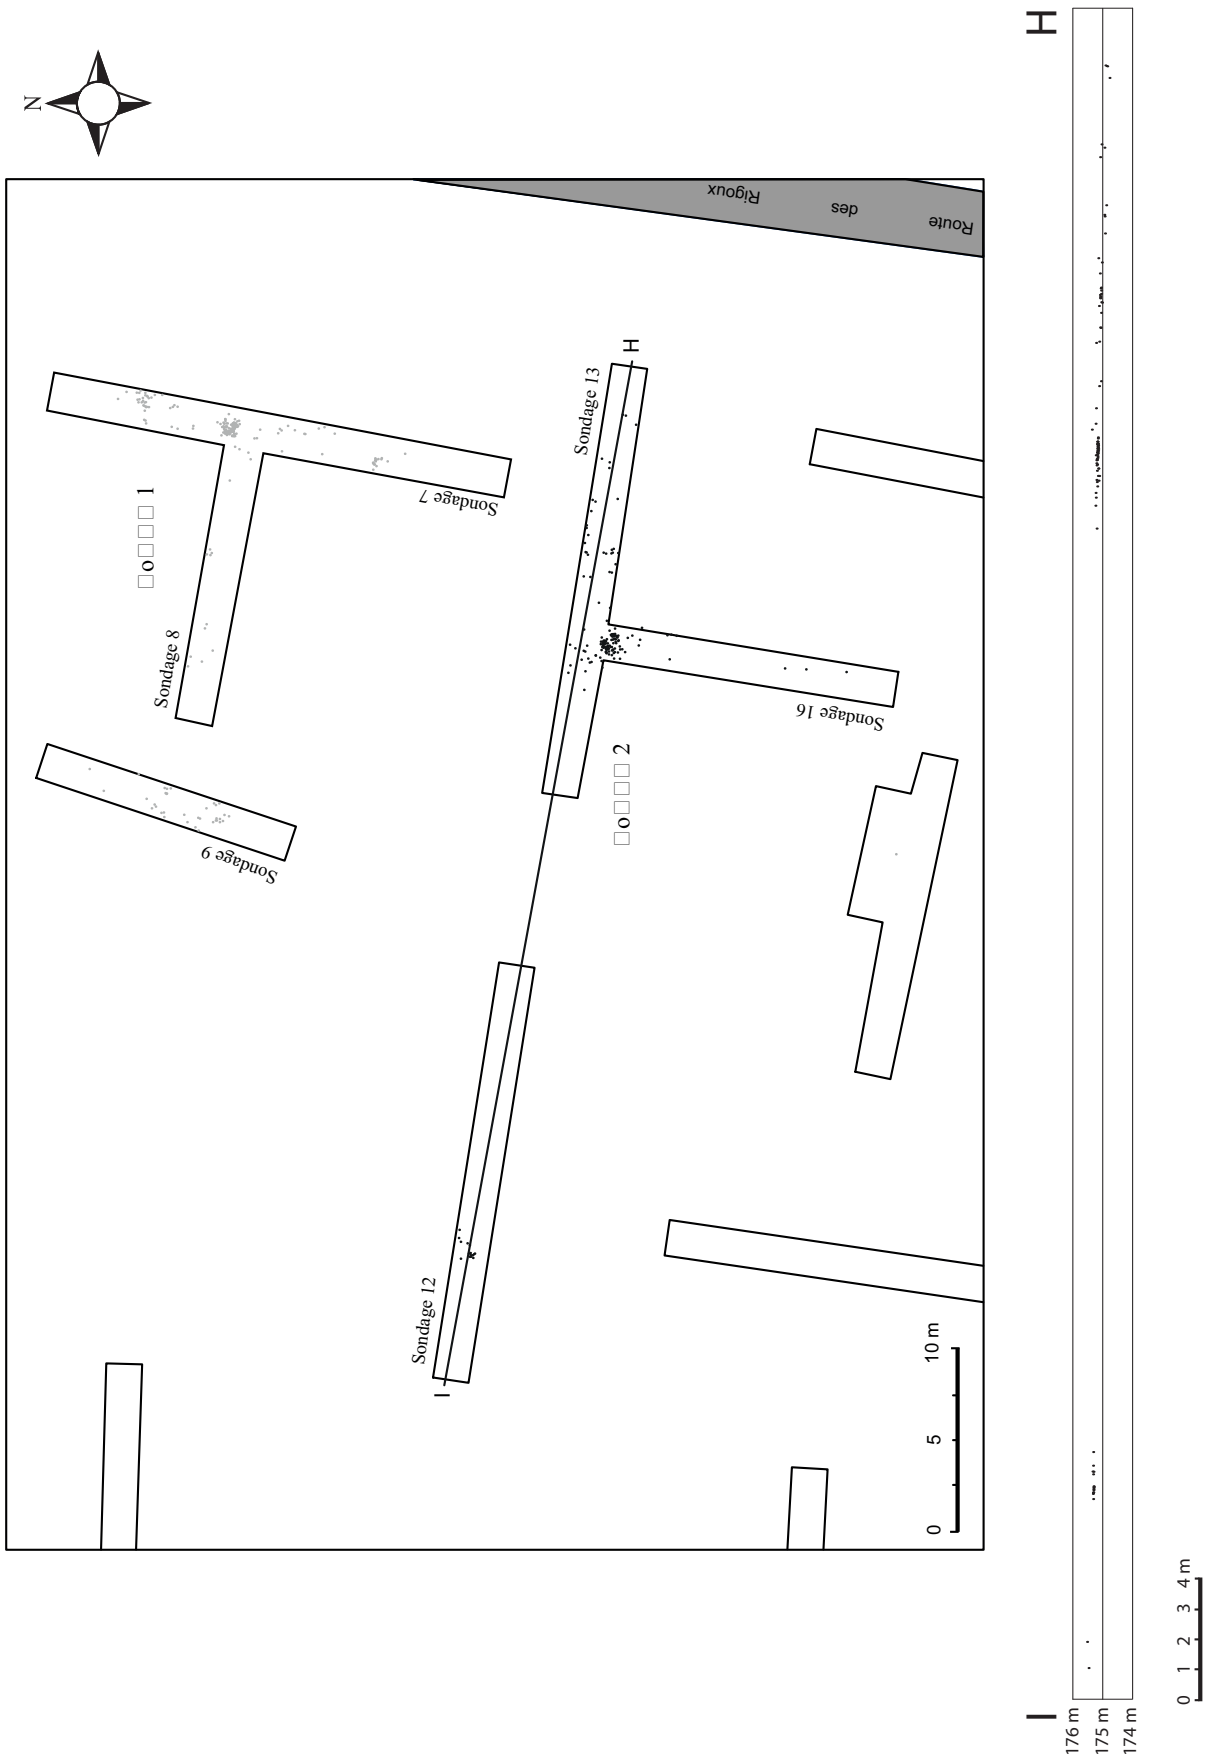 N
Route
des
Rigoux
Sondage 7
□o□□□ 1
Sondage 8
Sondage 9
Sondage 13
H
Sondage 16
□o□□□ 2
Sondage 12
I
0 5 10 m
I
H
176 m
175 m
174 m
0 1 2 3 4 m